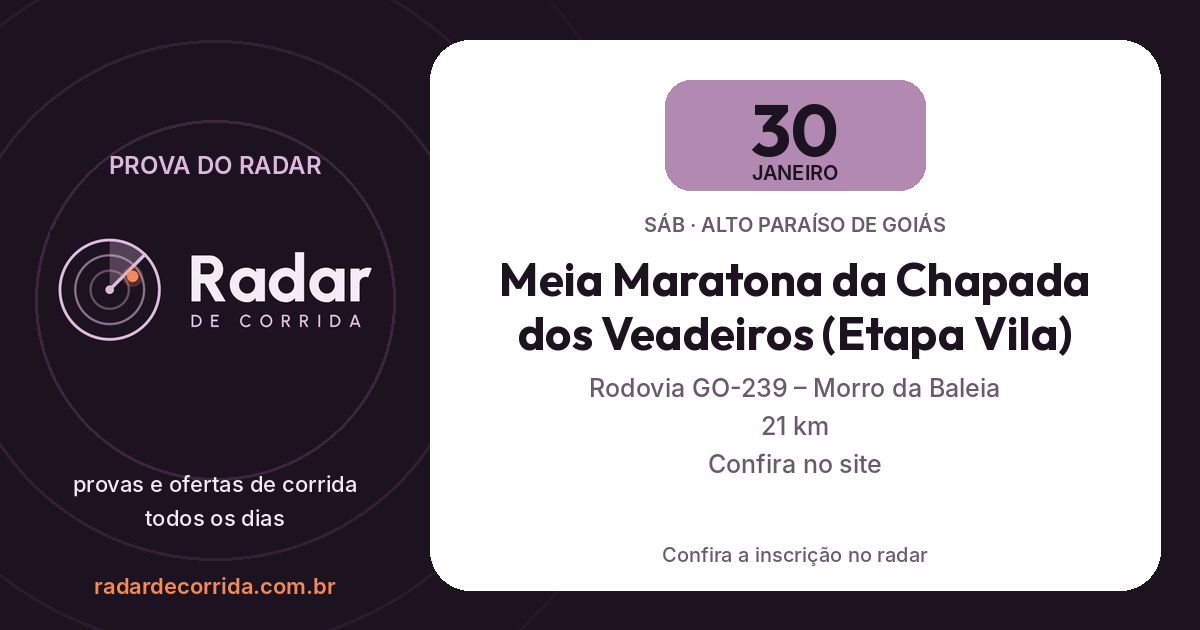 PROVA DO RADAR
Radar
DE CORRIDA
provas e ofertas de corrida
todos os dias
radardecorrida.com.br
30
JANEIRO
SÁB · ALTO PARAÍSO DE GOIÁS
Meia Maratona da Chapada
dos Veadeiros (Etapa Vila)
Rodovia GO-239 – Morro da Baleia
21 km
Confira no site
Confira a inscrição no radar